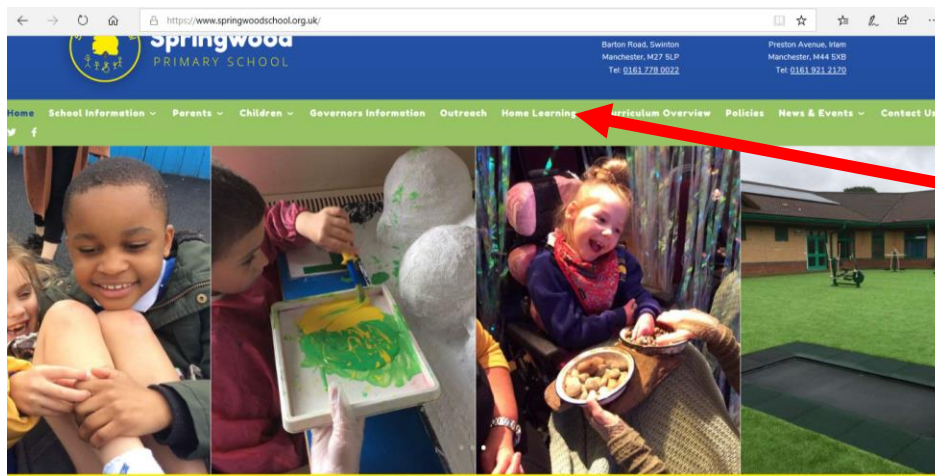 https://www.springwoodschool.org.uk/
Springwood
PRIMARY SCHOOL
Barton Road, Swinton
Manchester, M27 5LP
Tel: 0161 778 0022
Preston Avenue, Irlam
Manchester, M44 5XB
Tel: 0161 921 2170
Home School Information Parents Children Governors Information Outreach Home Learning Curriculum Overview Policies News & Events Contact Us